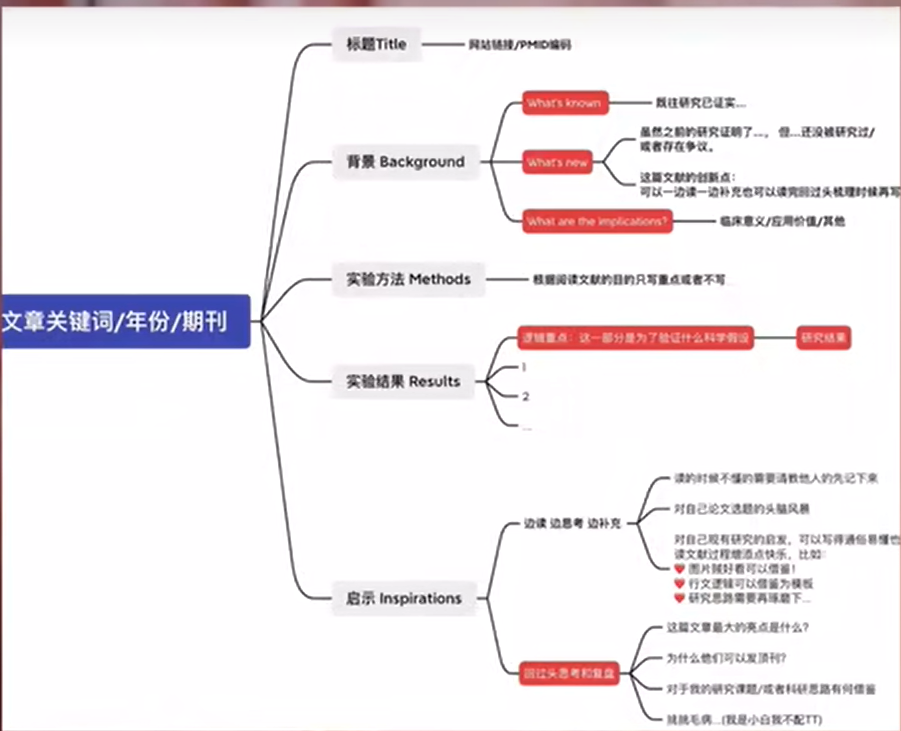 文章关键词/年份/期刊
标题Title
网站链接/PMID编码
背景 Background
What's known
既往研究已证实...
What's new
虽然之前的研究证明了...，但...还没被研究过/
或者存在争议。
这篇文献的创新点：
可以一边读一边补充也可以读完回过头梳理时候再写
What are the implications?
临床意义/应用价值/其他
实验方法 Methods
根据阅读文献的目的只写重点或者不写
实验结果 Results
逻辑重点：这一部分是为了验证什么科学假设
研究结果
1
2
...
启示 Inspirations
边读 边思考 边补充
读的时候不懂的需要请教他人的先记下来
对自己论文选题的头脑风暴
对自己现有研究的启发，可以写得通俗易懂也
读文献过程增添点快乐，比如：
❤️ 图片贼好看可以借鉴！
❤️ 行文逻辑可以借鉴为模板
❤️ 研究思路需要再琢磨下...
回过头思考和复盘
这篇文章最大的亮点是什么？
为什么他们可以发顶刊？
对于我的研究课题/或者科研思路有何借鉴
挑挑毛病...(我是小白我不配TT)